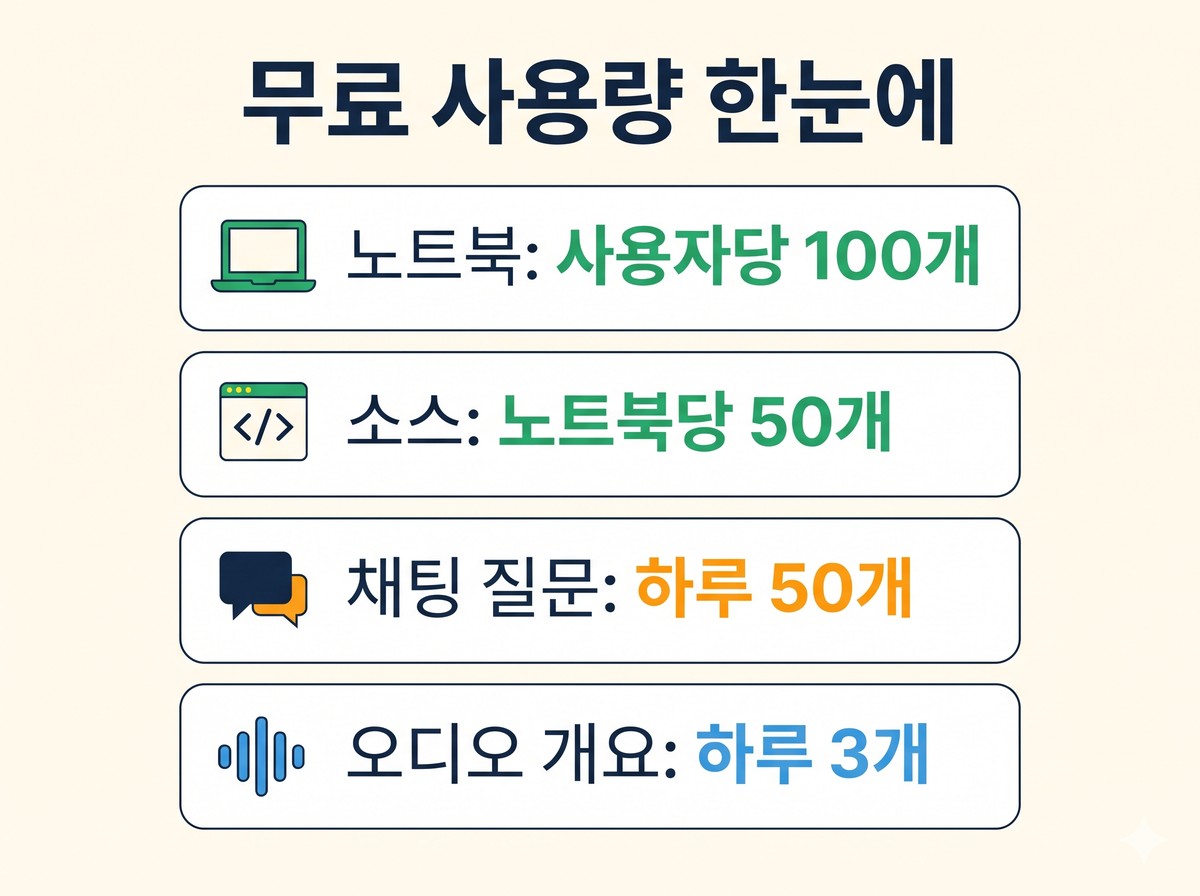 무료 사용량 한눈에
노트북: 사용자당 100개
</>
소스: 노트북당 50개
채팅 질문: 하루 50개
오디오 개요: 하루 3개